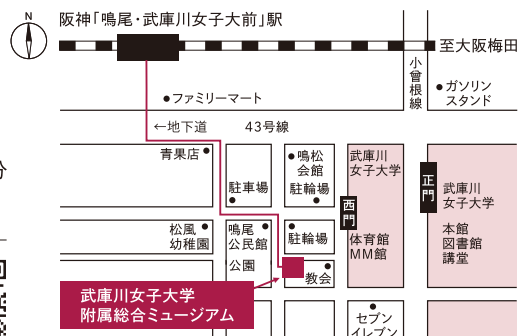 N
阪神「鳴尾・武庫川女子大前」駅
至大阪梅田
小曾根線
ガソリン
スタンド
ファミリーマート
←地下道
43号線
青果店
駐車場
鳴松
会館
駐輪場
武庫川
女子大学
正門
武庫川
女子大学
本館
図書館
講堂
西門
松風
幼稚園
鳴尾
公民館
公園
駐輪場
体育館
MM館
教会
武庫川女子大学
附属総合ミュージアム
セブン
イレブン
分